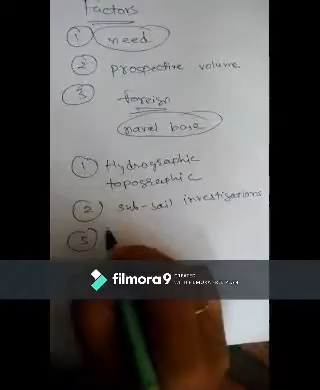 Factors
① need
② prospective volume
③ foreign
naval base
① Hydrographic
topographic
② sub-soil investigations
③
filmora9
CREATED